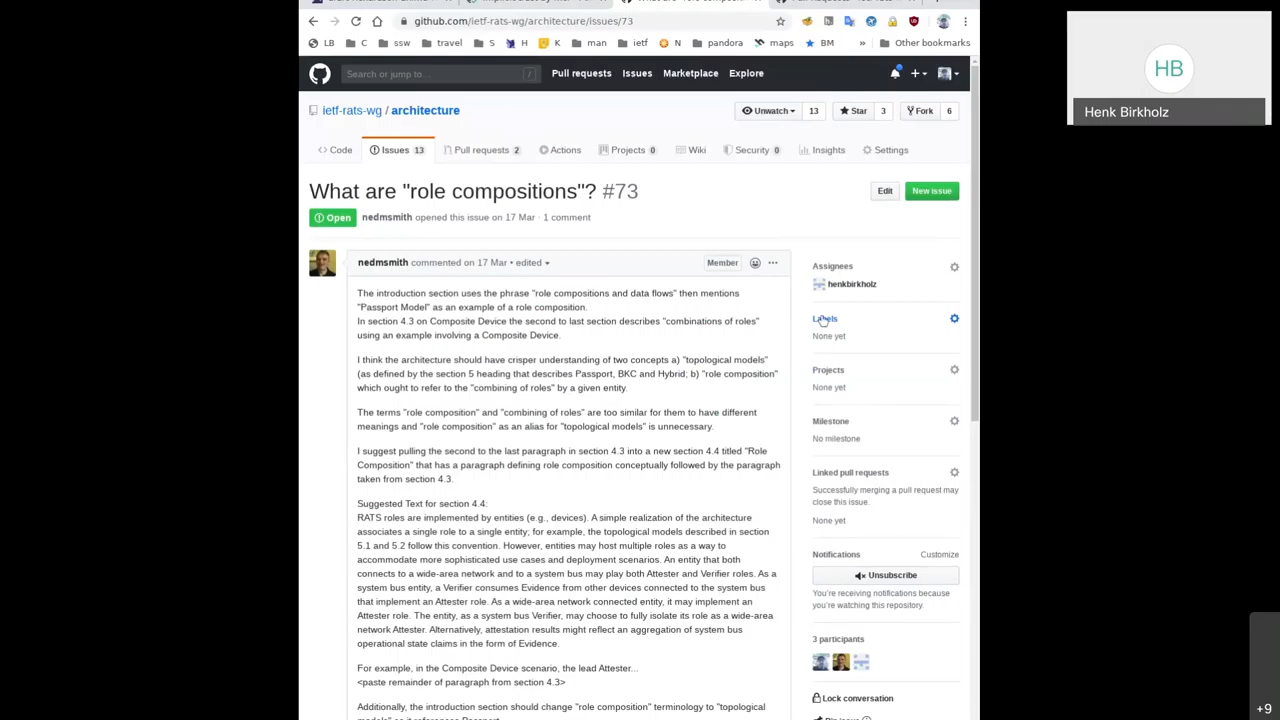 github.com/ietf-rats-wg/architecture/issues/73
LB C ssw travel S H K man ietf N pandora maps BM » Other bookmarks
Search or jump to ... / Pull requests Issues Marketplace Explore
ietf-rats-wg / architecture
Unwatch 13 Star 3 Fork 6
Code Issues 13 Pull requests 2 Actions Projects 0 Wiki Security 0 Insights Settings
What are "role compositions"? #73
Edit New issue
Open nedmsmith opened this issue on 17 Mar · 1 comment
nedmsmith commented on 17 Mar • edited Member ...
The introduction section uses the phrase "role compositions and data flows" then mentions
"Passport Model" as an example of a role composition.
In section 4.3 on Composite Device the second to last section describes "combinations of roles"
using an example involving a Composite Device.
I think the architecture should have crisper understanding of two concepts a) "topological models"
(as defined by the section 5 heading that describes Passport, BKC and Hybrid; b) "role composition"
which ought to refer to the "combining of roles" by a given entity.
The terms "role composition" and "combining of roles" are too similar for them to have different
meanings and "role composition" as an alias for "topological models" is unnecessary.
I suggest pulling the second to the last paragraph in section 4.3 into a new section 4.4 titled "Role
Composition" that has a paragraph defining role composition conceptually followed by the paragraph
taken from section 4.3.
Suggested Text for section 4.4:
RATS roles are implemented by entities (e.g., devices). A simple realization of the architecture
associates a single role to a single entity; for example, the topological models described in section
5.1 and 5.2 follow this convention. However, entities may host multiple roles as a way to
accommodate more sophisticated use cases and deployment scenarios. An entity that both
connects to a wide-area network and to a system bus may play both Attester and Verifier roles. As a
system bus entity, a Verifier consumes Evidence from other devices connected to the system bus
that implement an Attester role. As a wide-area network connected entity, it may implement an
Attester role. The entity, as a system bus Verifier, may choose to fully isolate its role as a wide-area
network Attester. Alternatively, attestation results might reflect an aggregation of system bus
operational state claims in the form of Evidence.
For example, in the Composite Device scenario, the lead Attester...
<paste remainder of paragraph from section 4.3>
Additionally, the introduction section should change "role composition" terminology to "topological
Assignees
henkbirkholz
Labels
None yet
Projects
None yet
Milestone
No milestone
Linked pull requests
Successfully merging a pull request may
close this issue.
None yet
Notifications Customize
Unsubscribe
You're receiving notifications because
you're watching this repository.
3 participants
Lock conversation
HB
Henk Birkholz
+9